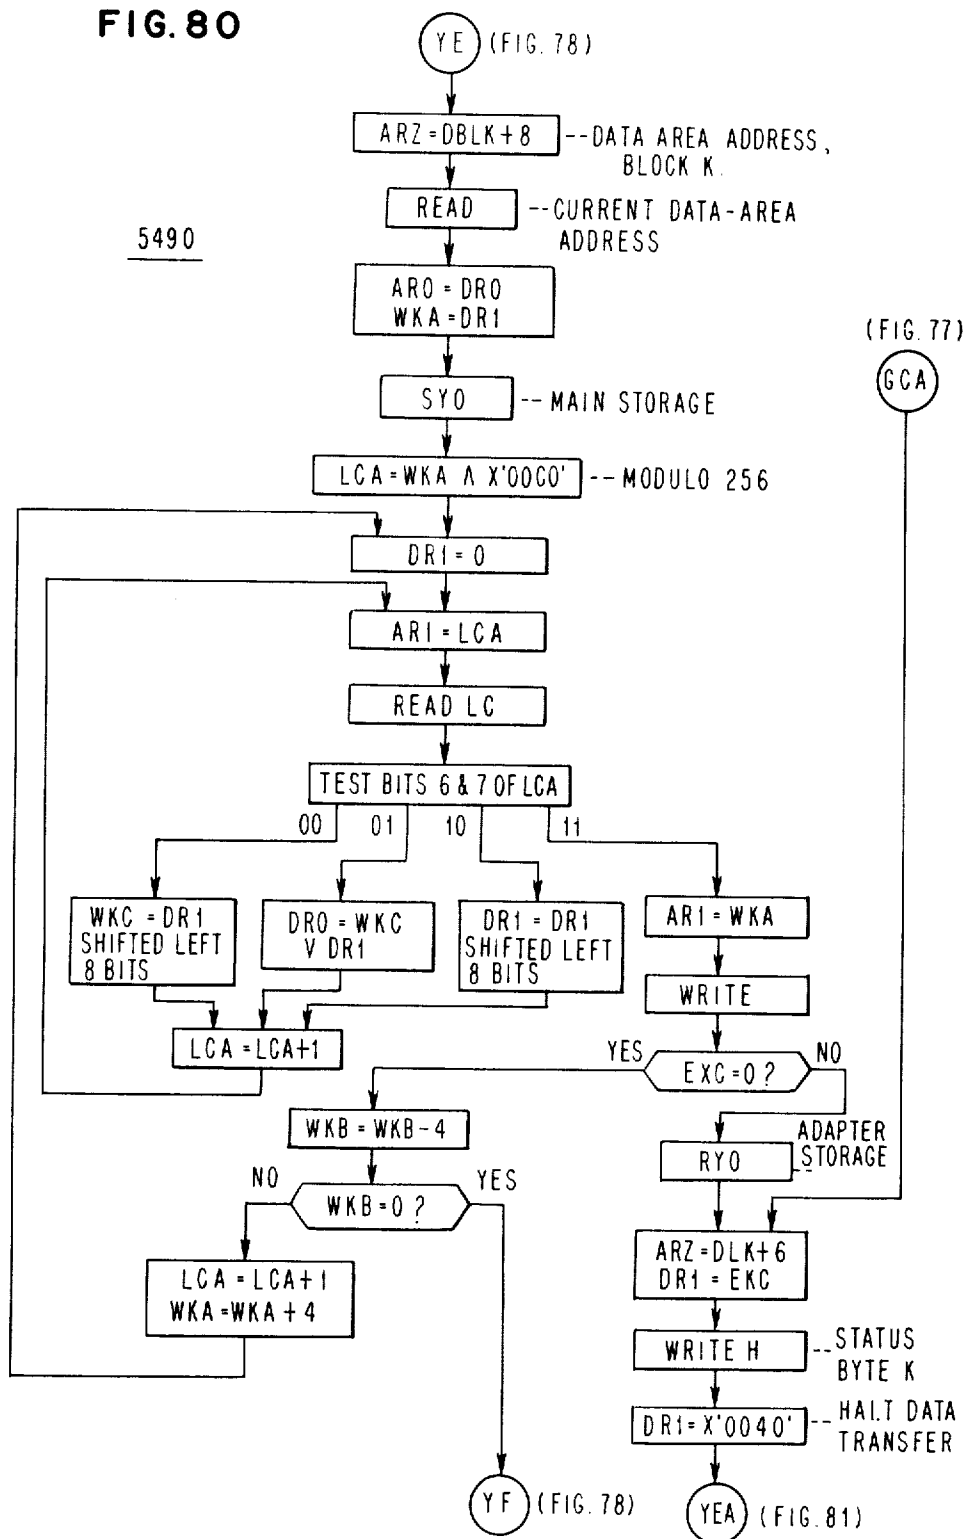 FIG. 80
YE (FIG. 78)
ARZ = DBLK+8 -- DATA AREA ADDRESS,
BLOCK K.
READ -- CURRENT DATA-AREA
ADDRESS
5490
AR0 = DR0
WKA = DR1
(FIG. 77)
GCA
SYO -- MAIN STORAGE
LCA = WKA Λ X'00C0' -- MODULO 256
DR1 = 0
AR1 = LCA
READ LC
TEST BITS 6 & 7 OF LCA
00 01 10 11
WKC = DR1
SHIFTED LEFT
8 BITS
DR0 = WKC
V DR1
DR1 = DR1
SHIFTED LEFT
8 BITS
AR1 = WKA
WRITE
LCA = LCA+1
YES EXC=0? NO
WKB = WKB-4
RYO -- ADAPTER
STORAGE
NO WKB=0? YES
LCA = LCA+1
WKA = WKA+4
ARZ = DLK+6
DR1 = EKC
WRITE H -- STATUS
BYTE K
DR1 = X'0040' -- HALT DATA
TRANSFER
YF (FIG. 78)
YEA (FIG. 81)